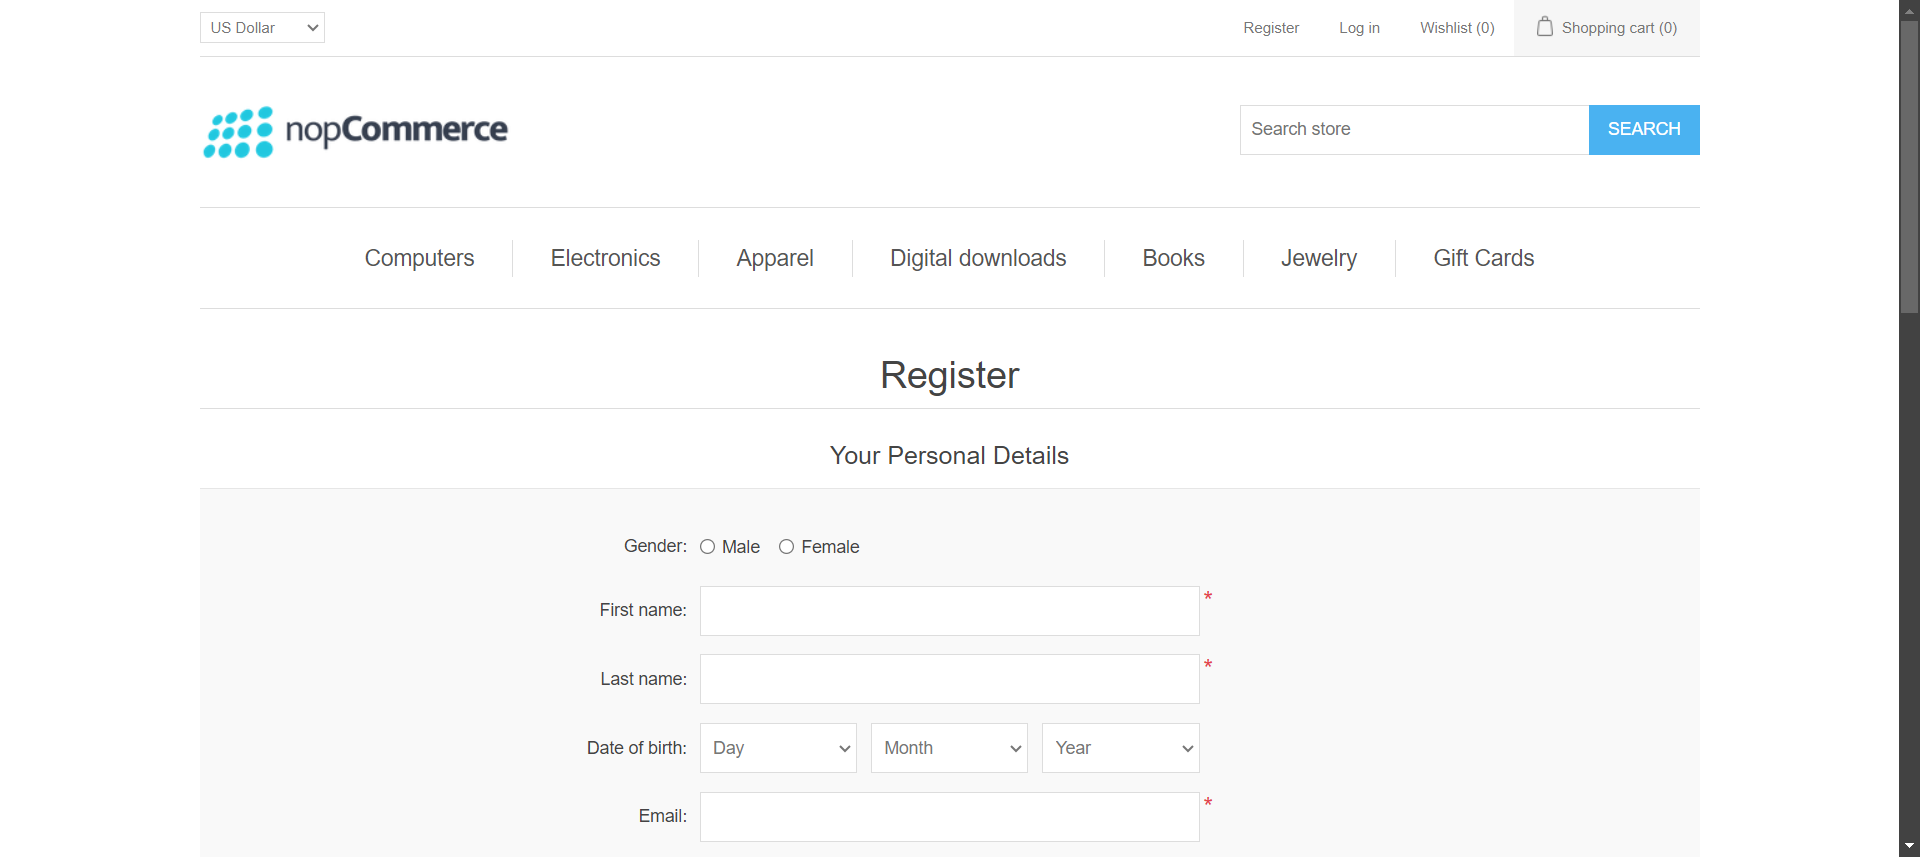 US Dollar Register Log in Wishlist (0) Shopping cart (0)
nopCommerce Search store SEARCH
Computers Electronics Apparel Digital downloads Books Jewelry Gift Cards
Register
Your Personal Details
Gender: Male Female
First name: *
Last name: *
Date of birth: Day Month Year
Email: *